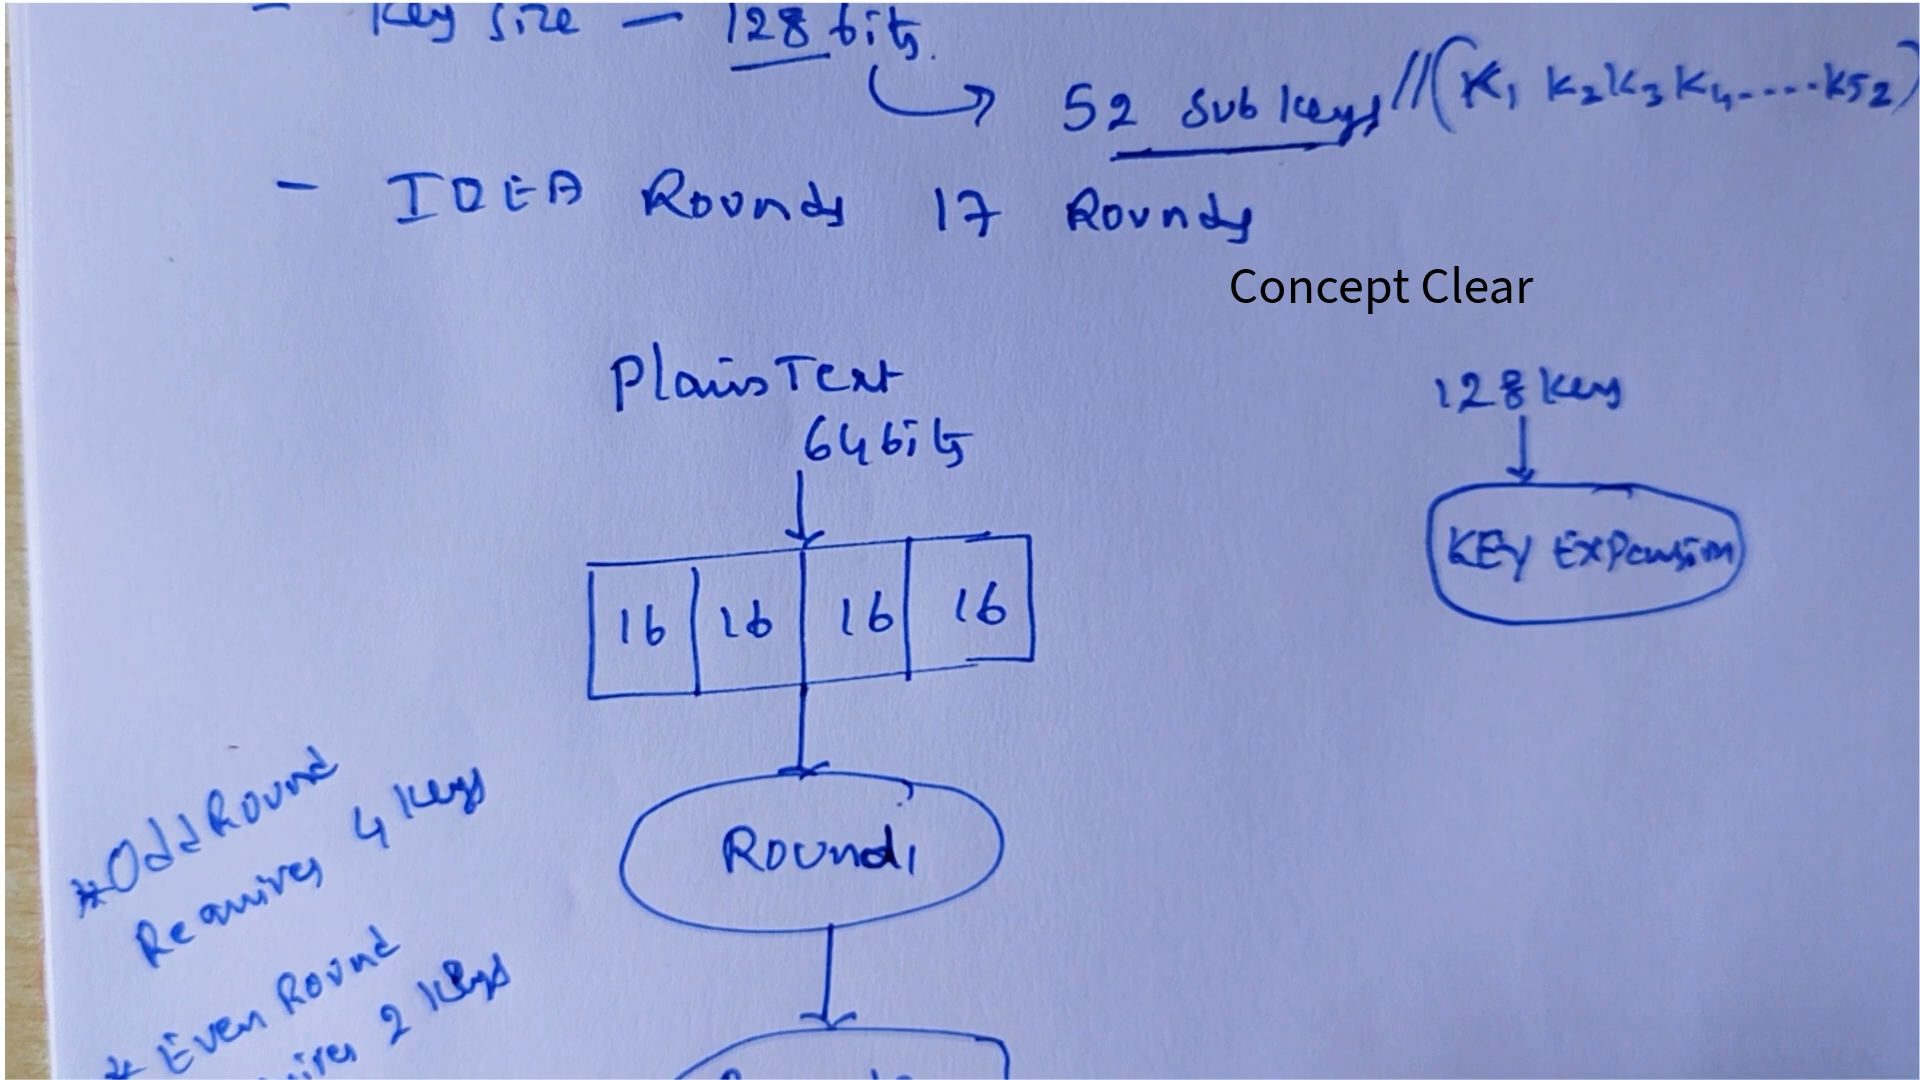 - Key Size - 128 bits
52 Sub keys // (K1 K2 K3 K4.....K52)
- IDEA Rounds 17 Rounds
Concept Clear
Plain Text
64 bits
128 key
KEY Expansion
16 16 16 16
* Odd Round
Requires 4 keys
Round1
* Even Round
2 keys